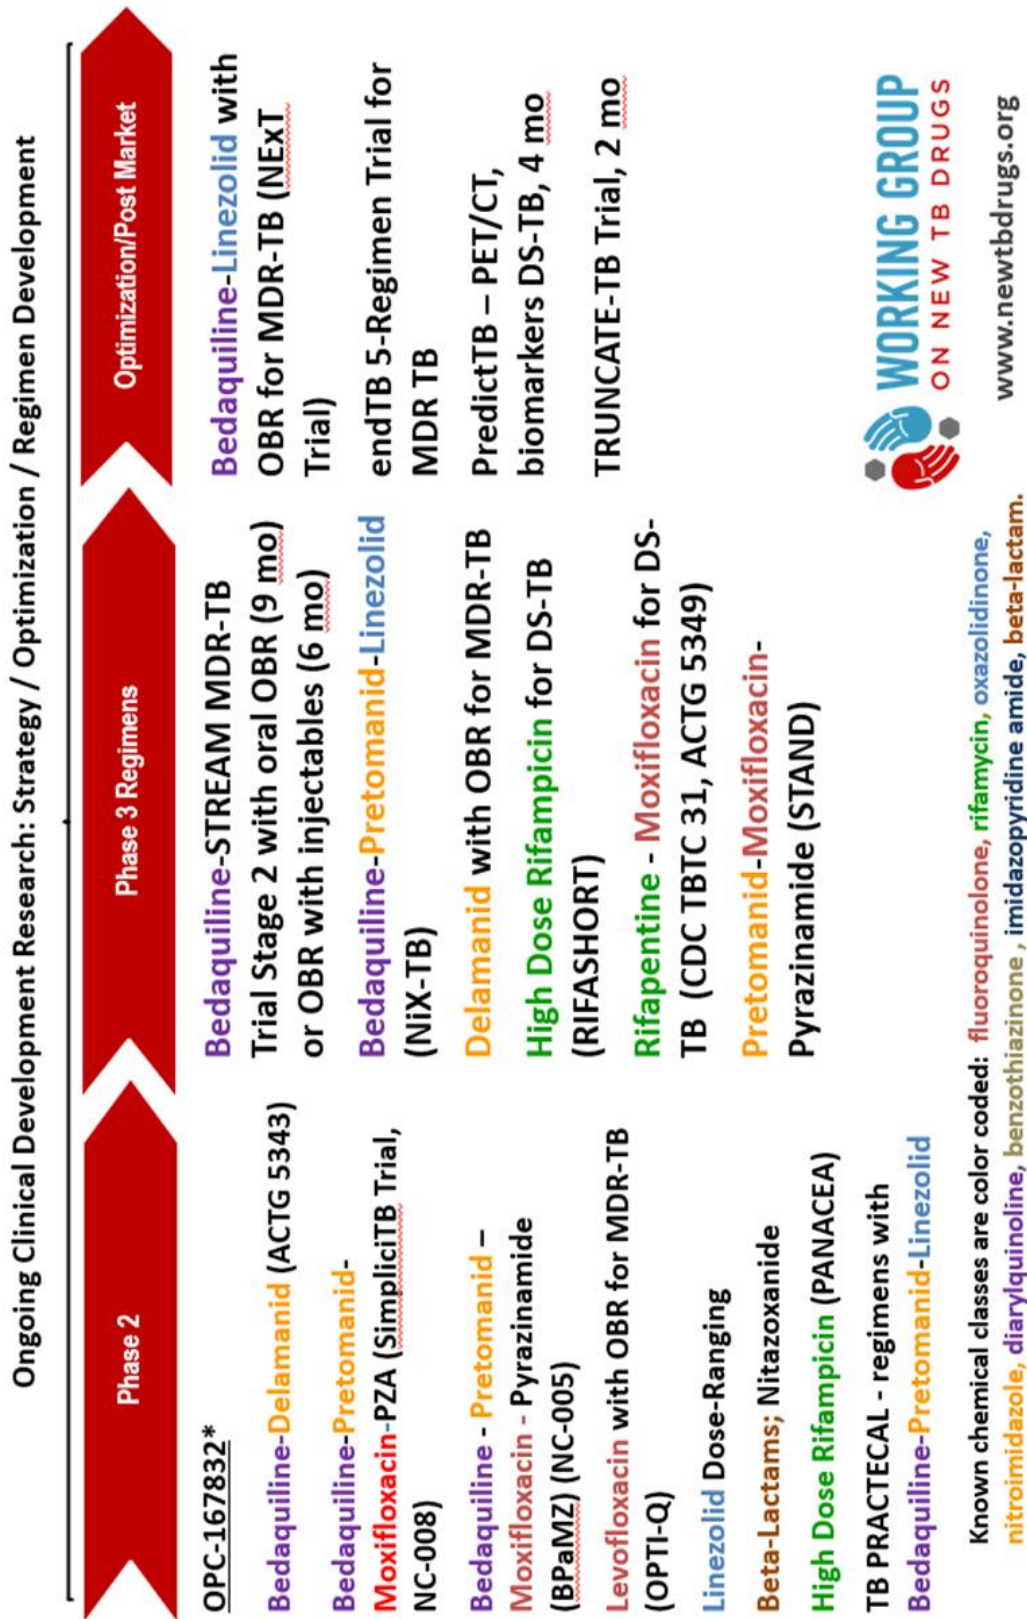 Ongoing Clinical Development Research: Strategy / Optimization / Regimen Development
Phase 2
OPC-167832*
Bedaquiline-Delamanid (ACTG 5343)
Bedaquiline-Pretomanid-
Moxifloxacin-PZA (SimpliciTB Trial,
NC-008)
Bedaquiline - Pretomanid –
Moxifloxacin - Pyrazinamide
(BPaMZ) (NC-005)
Levofloxacin with OBR for MDR-TB
(OPTI-Q)
Linezolid Dose-Ranging
Beta-Lactams; Nitazoxanide
High Dose Rifampicin (PANACEA)
TB PRACTECAL - regimens with
Bedaquiline-Pretomanid-Linezolid
Phase 3 Regimens
Bedaquiline-STREAM MDR-TB
Trial Stage 2 with oral OBR (9 mo)
or OBR with injectables (6 mo)
Bedaquiline-Pretomanid-Linezolid
(NiX-TB)
Delamanid with OBR for MDR-TB
High Dose Rifampicin for DS-TB
(RIFASHORT)
Rifapentine - Moxifloxacin for DS-
TB (CDC TBTC 31, ACTG 5349)
Pretomanid-Moxifloxacin-
Pyrazinamide (STAND)
Optimization/Post Market
Bedaquiline-Linezolid with
OBR for MDR-TB (NExT
Trial)
endTB 5-Regimen Trial for
MDR TB
PredictTB – PET/CT,
biomarkers DS-TB, 4 mo
TRUNCATE-TB Trial, 2 mo
WORKING GROUP
ON NEW TB DRUGS
www.newtbdrugs.org
Known chemical classes are color coded: fluoroquinolone, rifamycin, oxazolidinone,
nitroimidazole, diarylquinoline, benzothiazinone , imidazopyridine amide, beta-lactam.